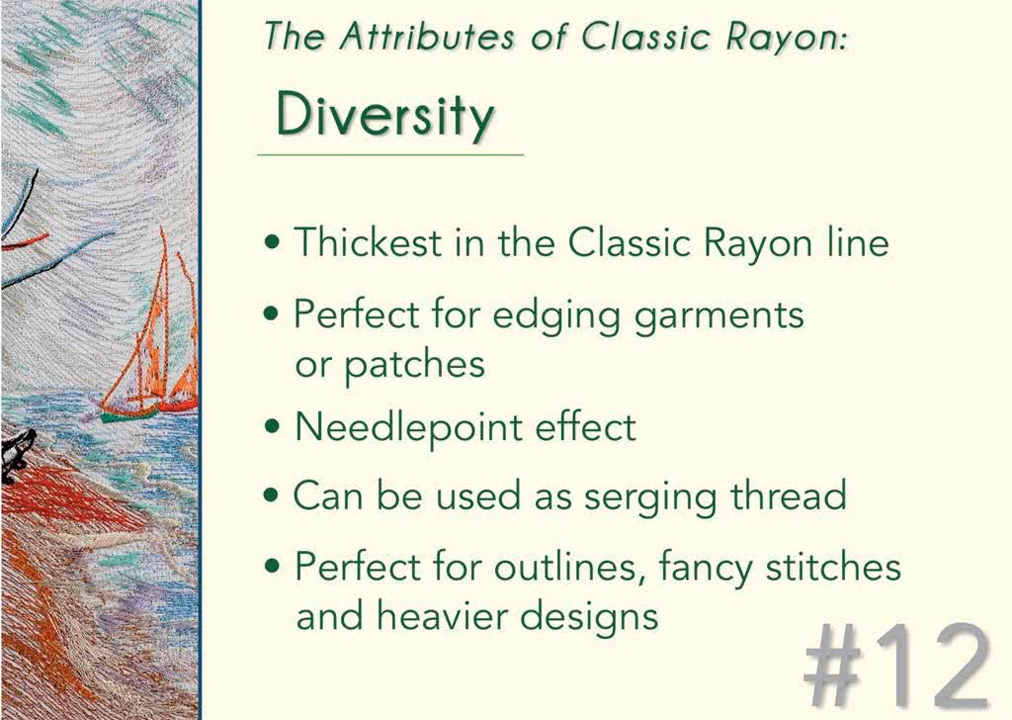 The Attributes of Classic Rayon:
Diversity
• Thickest in the Classic Rayon line
• Perfect for edging garments
or patches
• Needlepoint effect
• Can be used as serging thread
• Perfect for outlines, fancy stitches
and heavier designs
#12